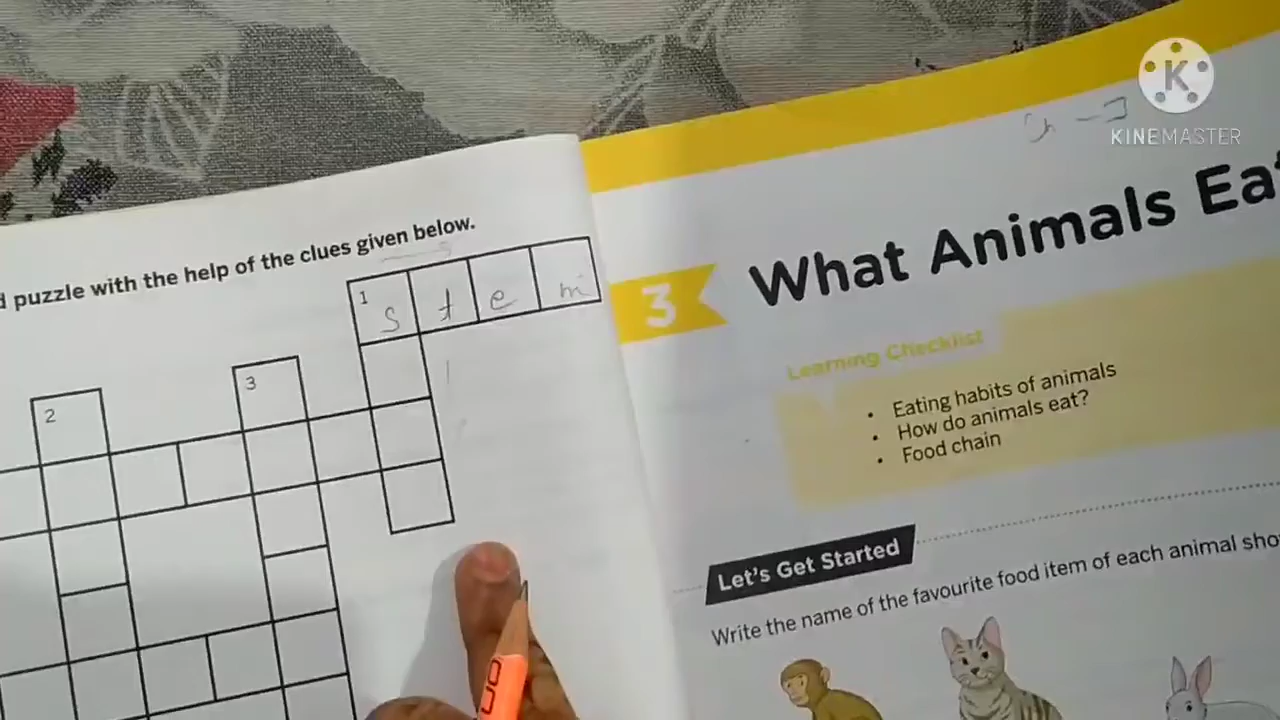 puzzle with the help of the clues given below.
1
s t e m
3
2
KINEMASTER
Ch - 3
3
What Animals
Learning Checklist
• Eating habits of animals
• How do animals eat?
• Food chain
Let's Get Started
Write the name of the favourite food item of each animal